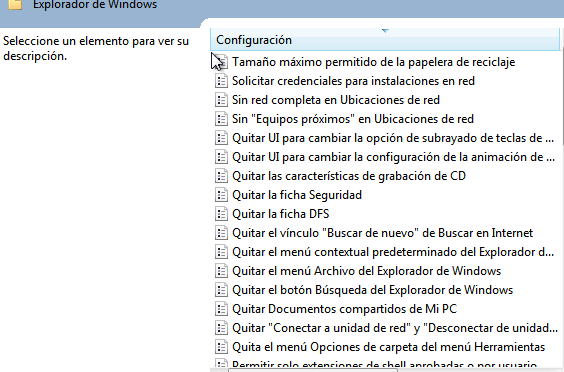 Explorador de Windows
Seleccione un elemento para ver su
descripción.
Configuración
Tamaño máximo permitido de la papelera de reciclaje
Solicitar credenciales para instalaciones en red
Sin red completa en Ubicaciones de red
Sin "Equipos próximos" en Ubicaciones de red
Quitar UI para cambiar la opción de subrayado de teclas de ...
Quitar UI para cambiar la configuración de la animación de ...
Quitar las características de grabación de CD
Quitar la ficha Seguridad
Quitar la ficha DFS
Quitar el vínculo "Buscar de nuevo" de Buscar en Internet
Quitar el menú contextual predeterminado del Explorador d...
Quitar el menú Archivo del Explorador de Windows
Quitar el botón Búsqueda del Explorador de Windows
Quitar Documentos compartidos de Mi PC
Quitar "Conectar a unidad de red" y "Desconectar de unidad...
Quita el menú Opciones de carpeta del menú Herramientas
Permitir solo extensiones de shell aprobadas o por usuario